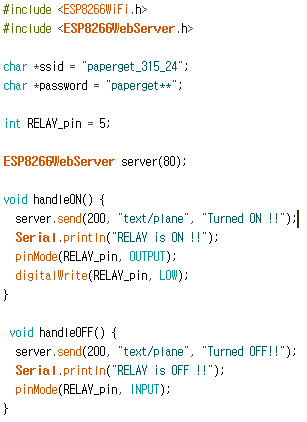 #include <ESP8266WiFi.h>
#include <ESP8266WebServer.h>
char *ssid = "paperget_315_24";
char *password = "paperget**";
int RELAY_pin = 5;
ESP8266WebServer server(80);
void handleON() {
server.send(200, "text/plane", "Turned ON !!");
Serial.println("RELAY is ON !!");
pinMode(RELAY_pin, OUTPUT);
digitalWrite(RELAY_pin, LOW);
}
void handleOFF() {
server.send(200, "text/plane", "Turned OFF!!");
Serial.println("RELAY is OFF !!");
pinMode(RELAY_pin, INPUT);
}